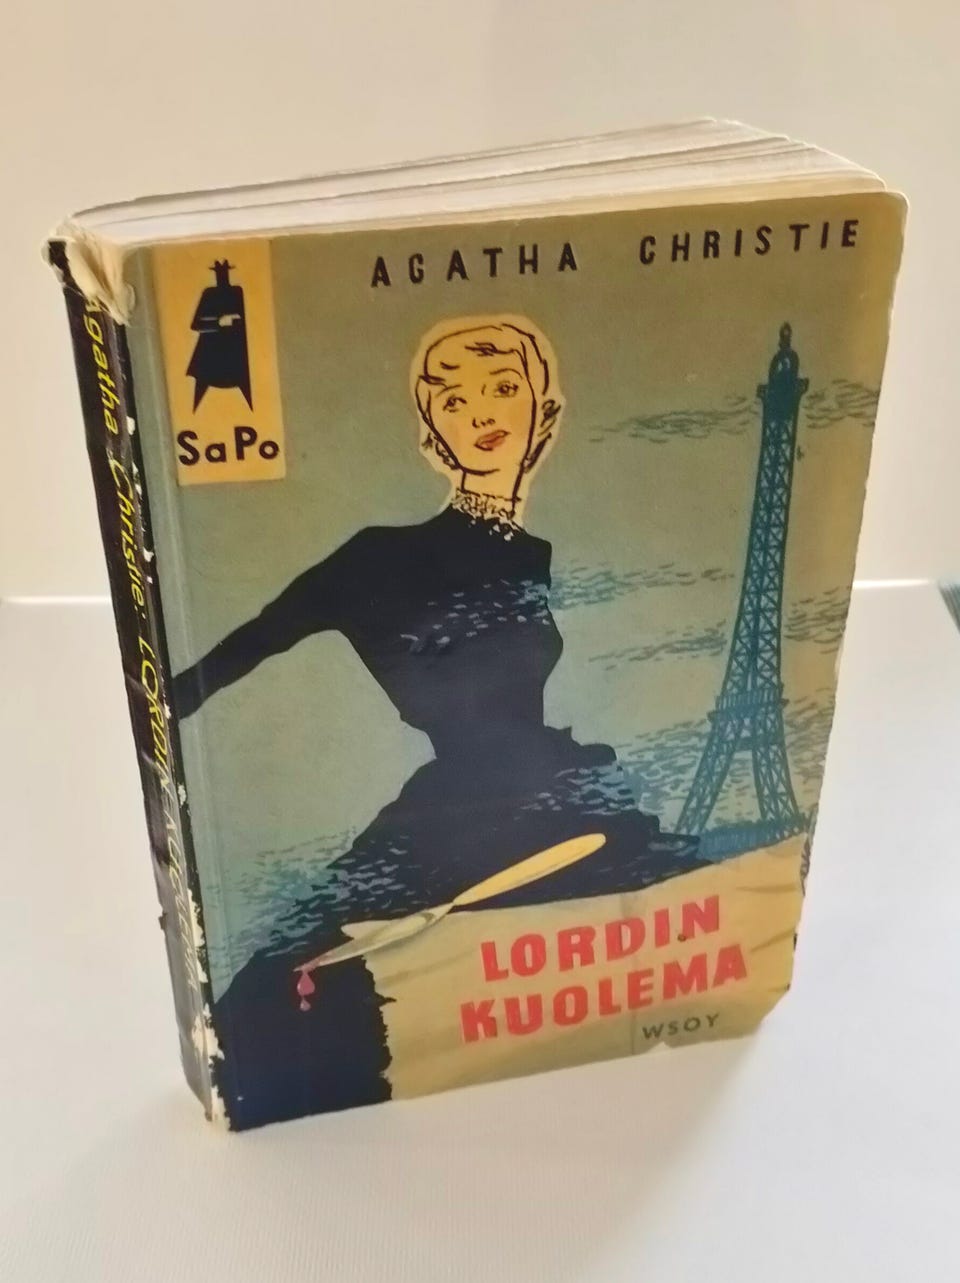 AGATHA CHRISTIE
SaPo
LORDIN
KUOLEMA
WSOY
Agatha Christie: LORDIN KUOLEMA